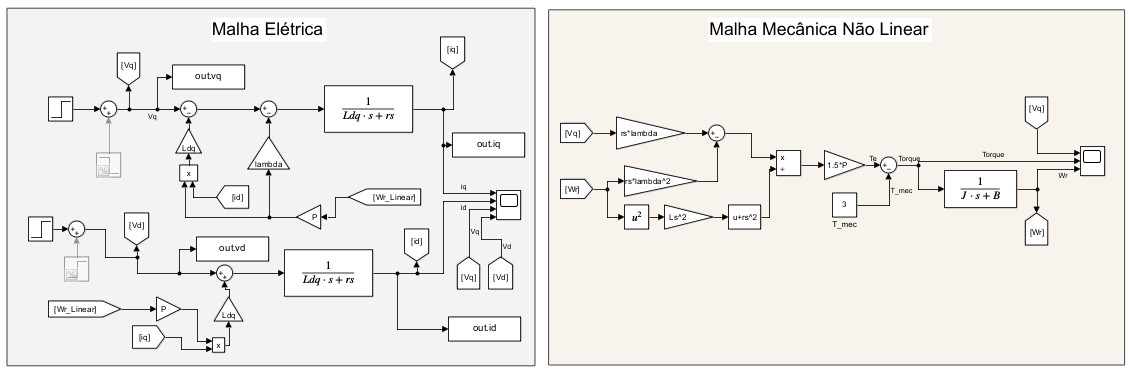 Malha Elétrica
[Vq]
out.vq
Vq
[iq]
1
Ldq · s + rs
Ldq
lambda
out.iq
x
[id]
[Wr_Linear]
P
iq
id
Vq
Vd
[Vd]
out.vd
[id]
1
Ldq · s + rs
[Vq]
[Vd]
[Wr_Linear]
P
Ldq
[iq]
x
out.id
Malha Mecânica Não Linear
[Vq]
rs*lambda
[Wr]
rs*lambda^2
u²
Ls^2
u+rs^2
x
÷
1.5*P
Te
Torque
Torque
T_mec
3
T_mec
1
J · s + B
[Vq]
Wr
[Wr]